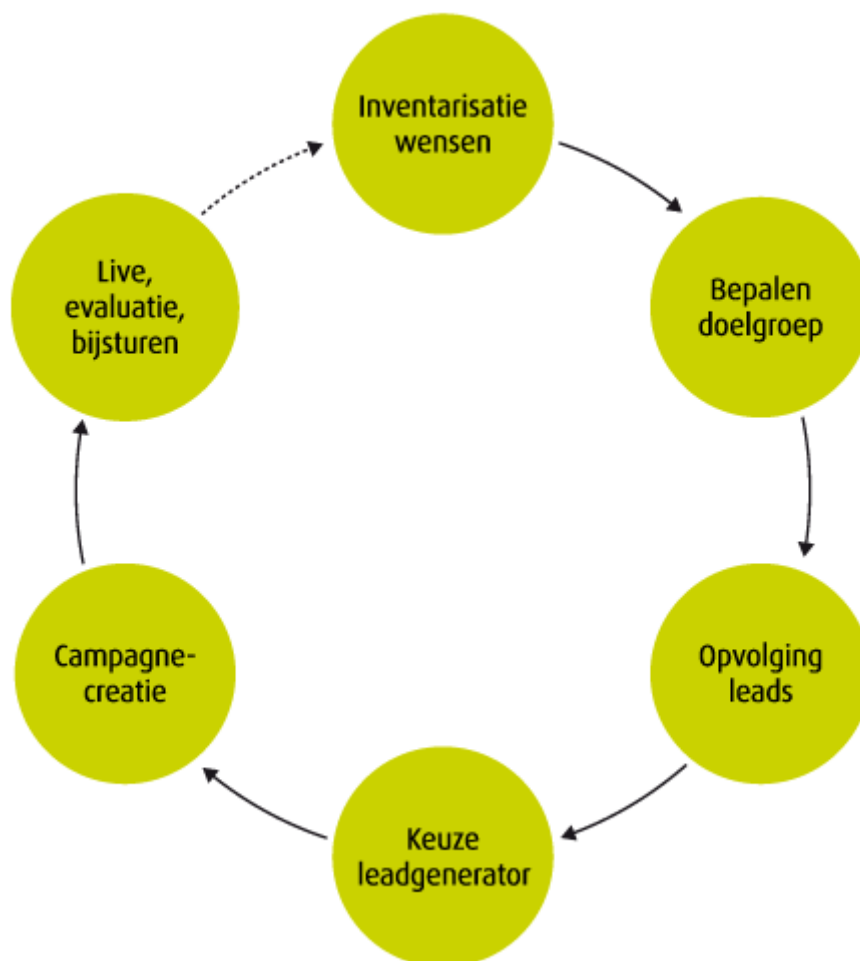 Inventarisatie
wensen
Bepalen
doelgroep
Opvolging
leads
Keuze
leadgenerator
Campagne-
creatie
Live,
evaluatie,
bijsturen